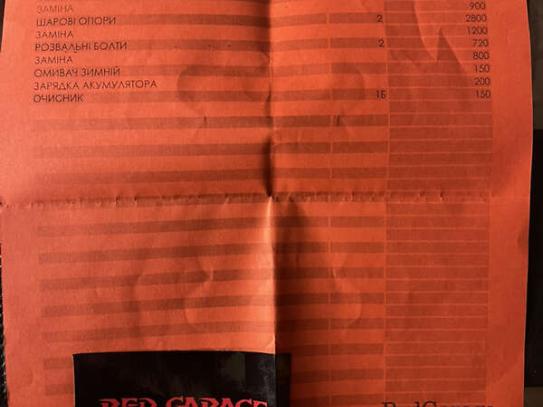 ЗАМІНА 900
ШАРОВІ ОПОРИ 2 2800
ЗАМІНА 1200
РОЗВАЛЬНІ БОЛТИ 2 720
ЗАМІНА 800
ОМИВАЧ ЗИМНІЙ 150
ЗАРЯДКА АКУМУЛЯТОРА 200
ОЧИСНИК 1Б 150
RED GARAGE